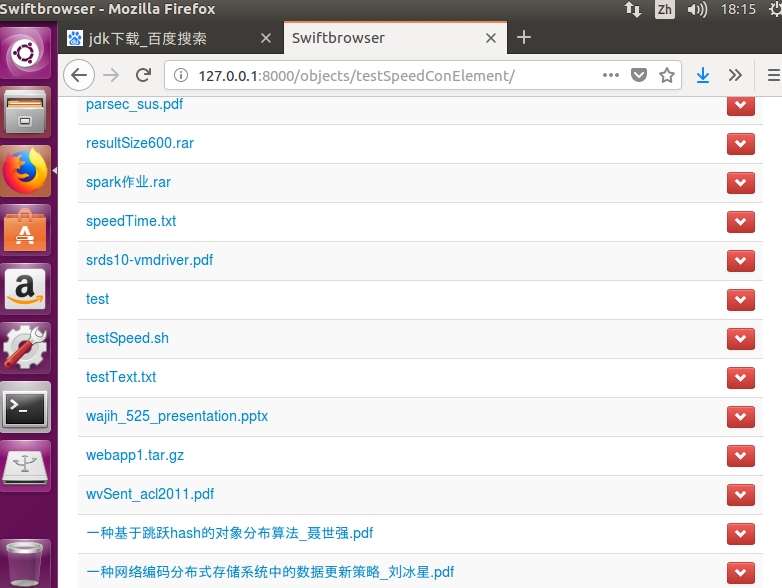 Swiftbrowser - Mozilla Firefox
Zh
18:15
jdk下载_百度搜索
Swiftbrowser
127.0.0.1:8000/objects/testSpeedConElement/
parsec_sus.pdf
resultSize600.rar
spark作业.rar
speedTime.txt
srds10-vmdriver.pdf
test
testSpeed.sh
testText.txt
wajih_525_presentation.pptx
webapp1.tar.gz
wvSent_acl2011.pdf
一种基于跳跃hash的对象分布算法_聂世强.pdf
一种网络编码分布式存储系统中的数据更新策略_刘冰星.pdf